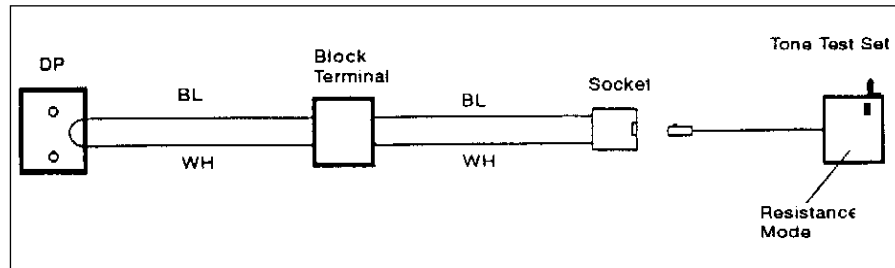 DP
BL
WH
Block
Terminal
BL
WH
Socket
Tone Test Set
Resistance
Mode